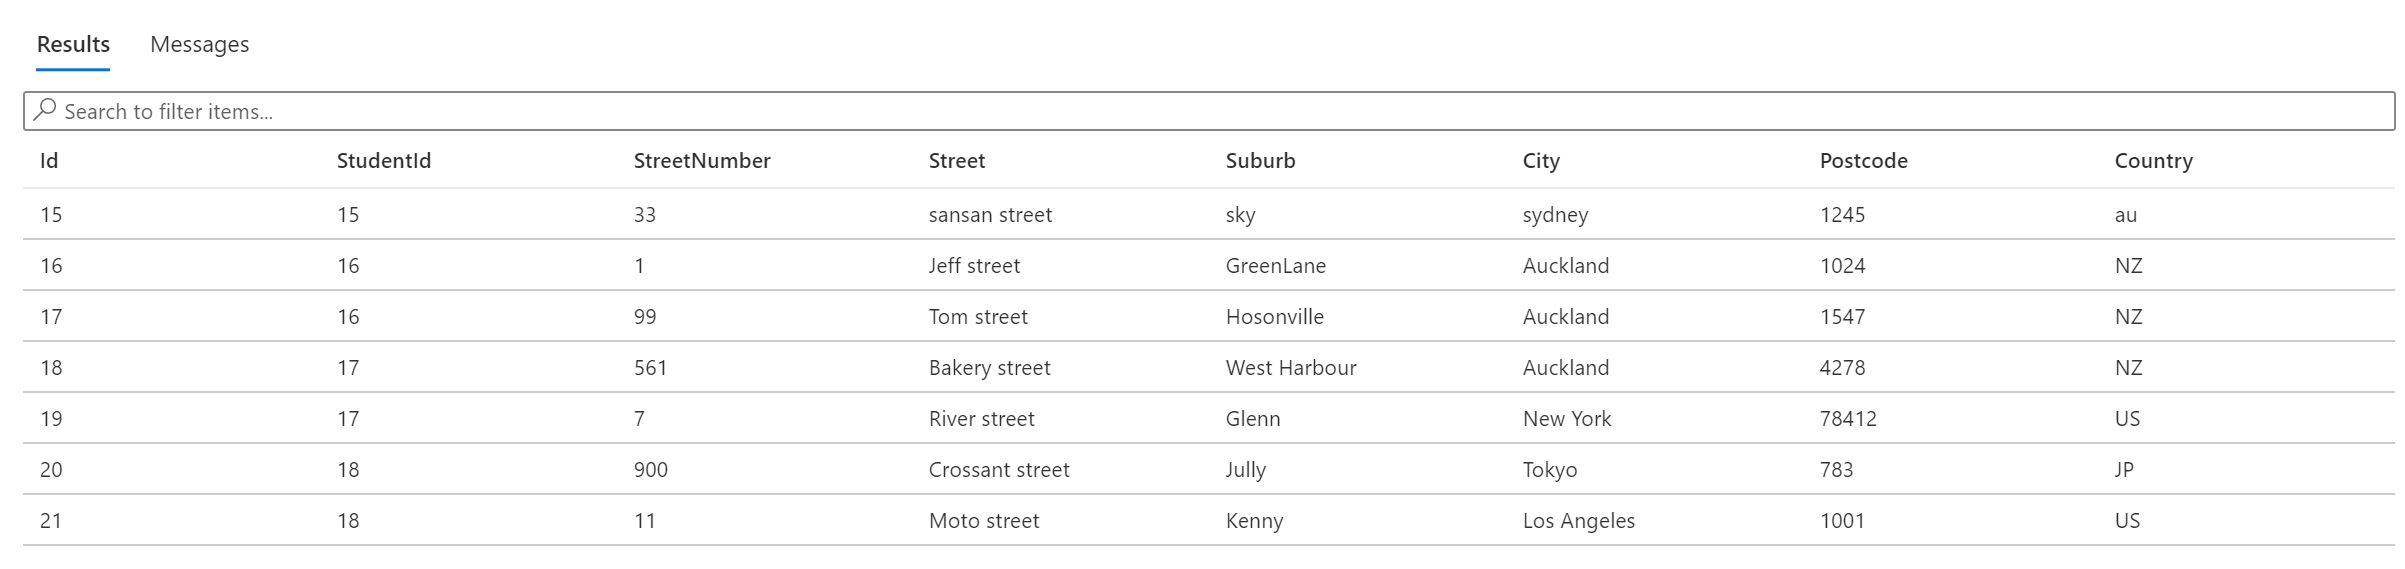 Results Messages
Search to filter items...
Id StudentId StreetNumber Street Suburb City Postcode Country
15 15 33 sansan street sky sydney 1245 au
16 16 1 Jeff street GreenLane Auckland 1024 NZ
17 16 99 Tom street Hosonville Auckland 1547 NZ
18 17 561 Bakery street West Harbour Auckland 4278 NZ
19 17 7 River street Glenn New York 78412 US
20 18 900 Crossant street Jully Tokyo 783 JP
21 18 11 Moto street Kenny Los Angeles 1001 US